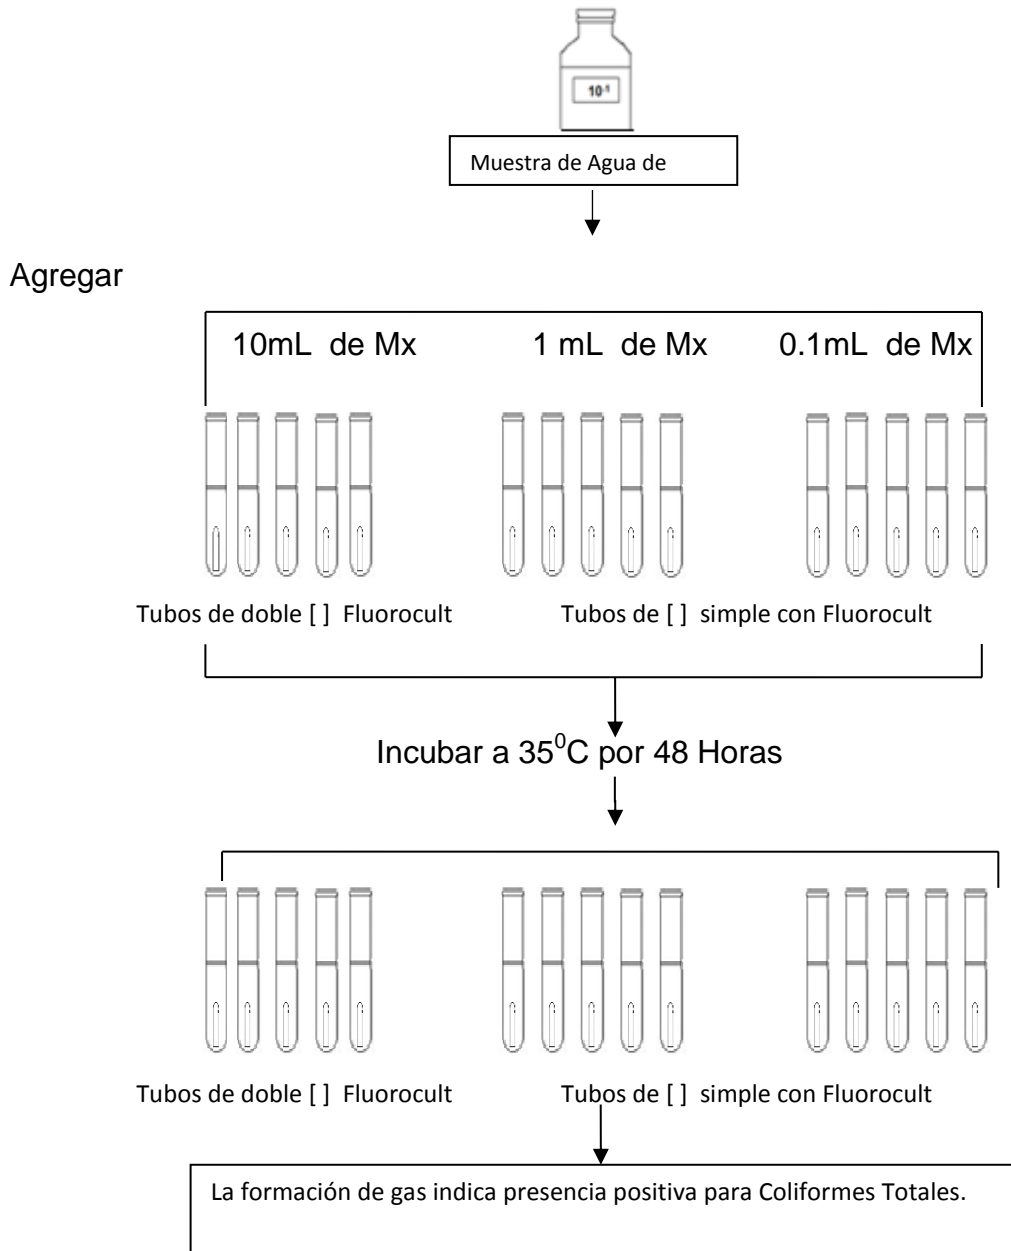 10⁻¹
Muestra de Agua de
Agregar
10mL de Mx 1 mL de Mx 0.1mL de Mx
Tubos de doble [ ] Fluorocult Tubos de [ ] simple con Fluorocult
Incubar a 35⁰C por 48 Horas
Tubos de doble [ ] Fluorocult Tubos de [ ] simple con Fluorocult
La formación de gas indica presencia positiva para Coliformes Totales.